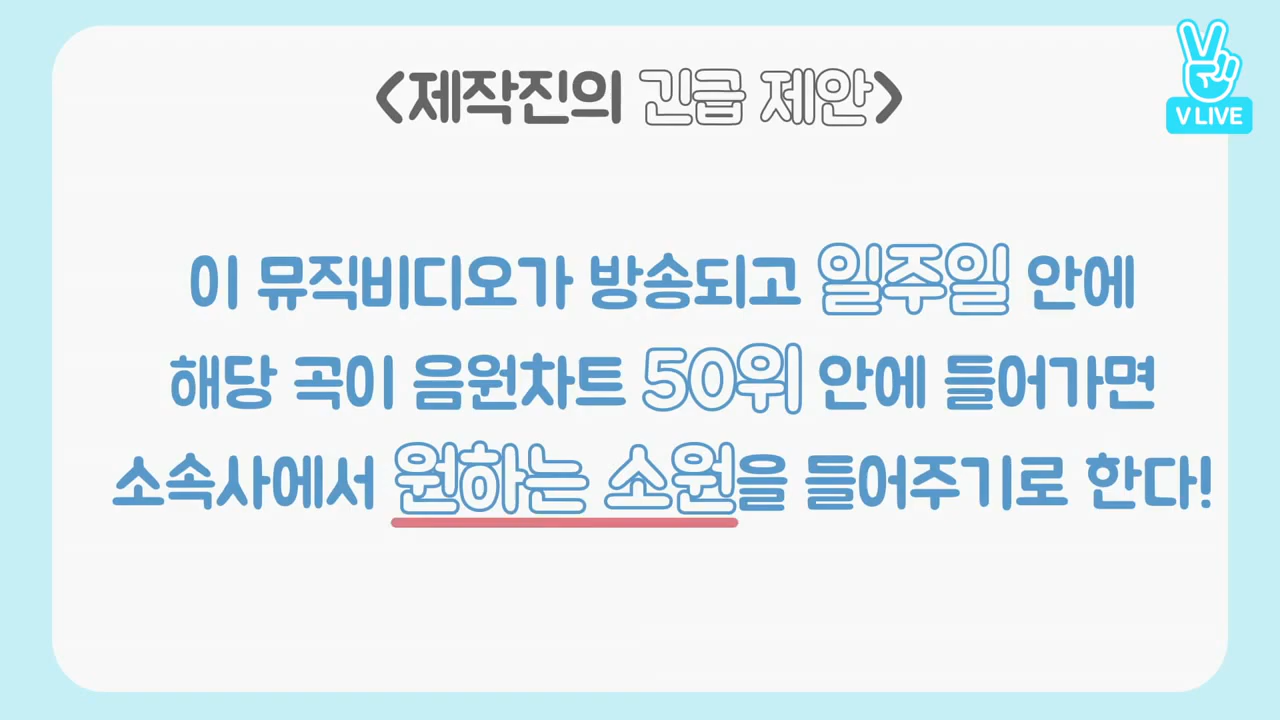 <제작진의 긴급 제안>
V LIVE
이 뮤직비디오가 방송되고 일주일 안에
해당 곡이 음원차트 50위 안에 들어가면
소속사에서 원하는 소원을 들어주기로 한다!